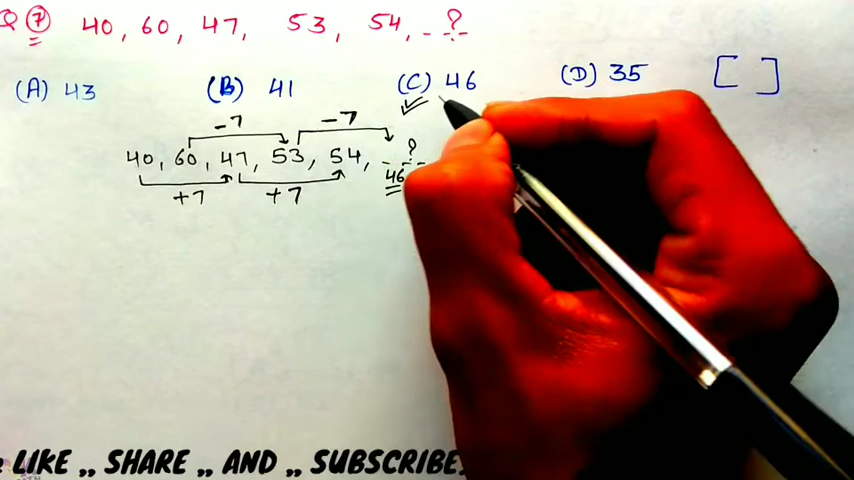 Q ⑦ 40, 60, 47, 53, 54, --?--
(A) 43 (B) 41 (C) 46 (D) 35 [ ]
-7 -7
40, 60, 47, 53, 54, --?--
46
+7 +7
LIKE ,, SHARE ,, AND ,, SUBSCRIBE